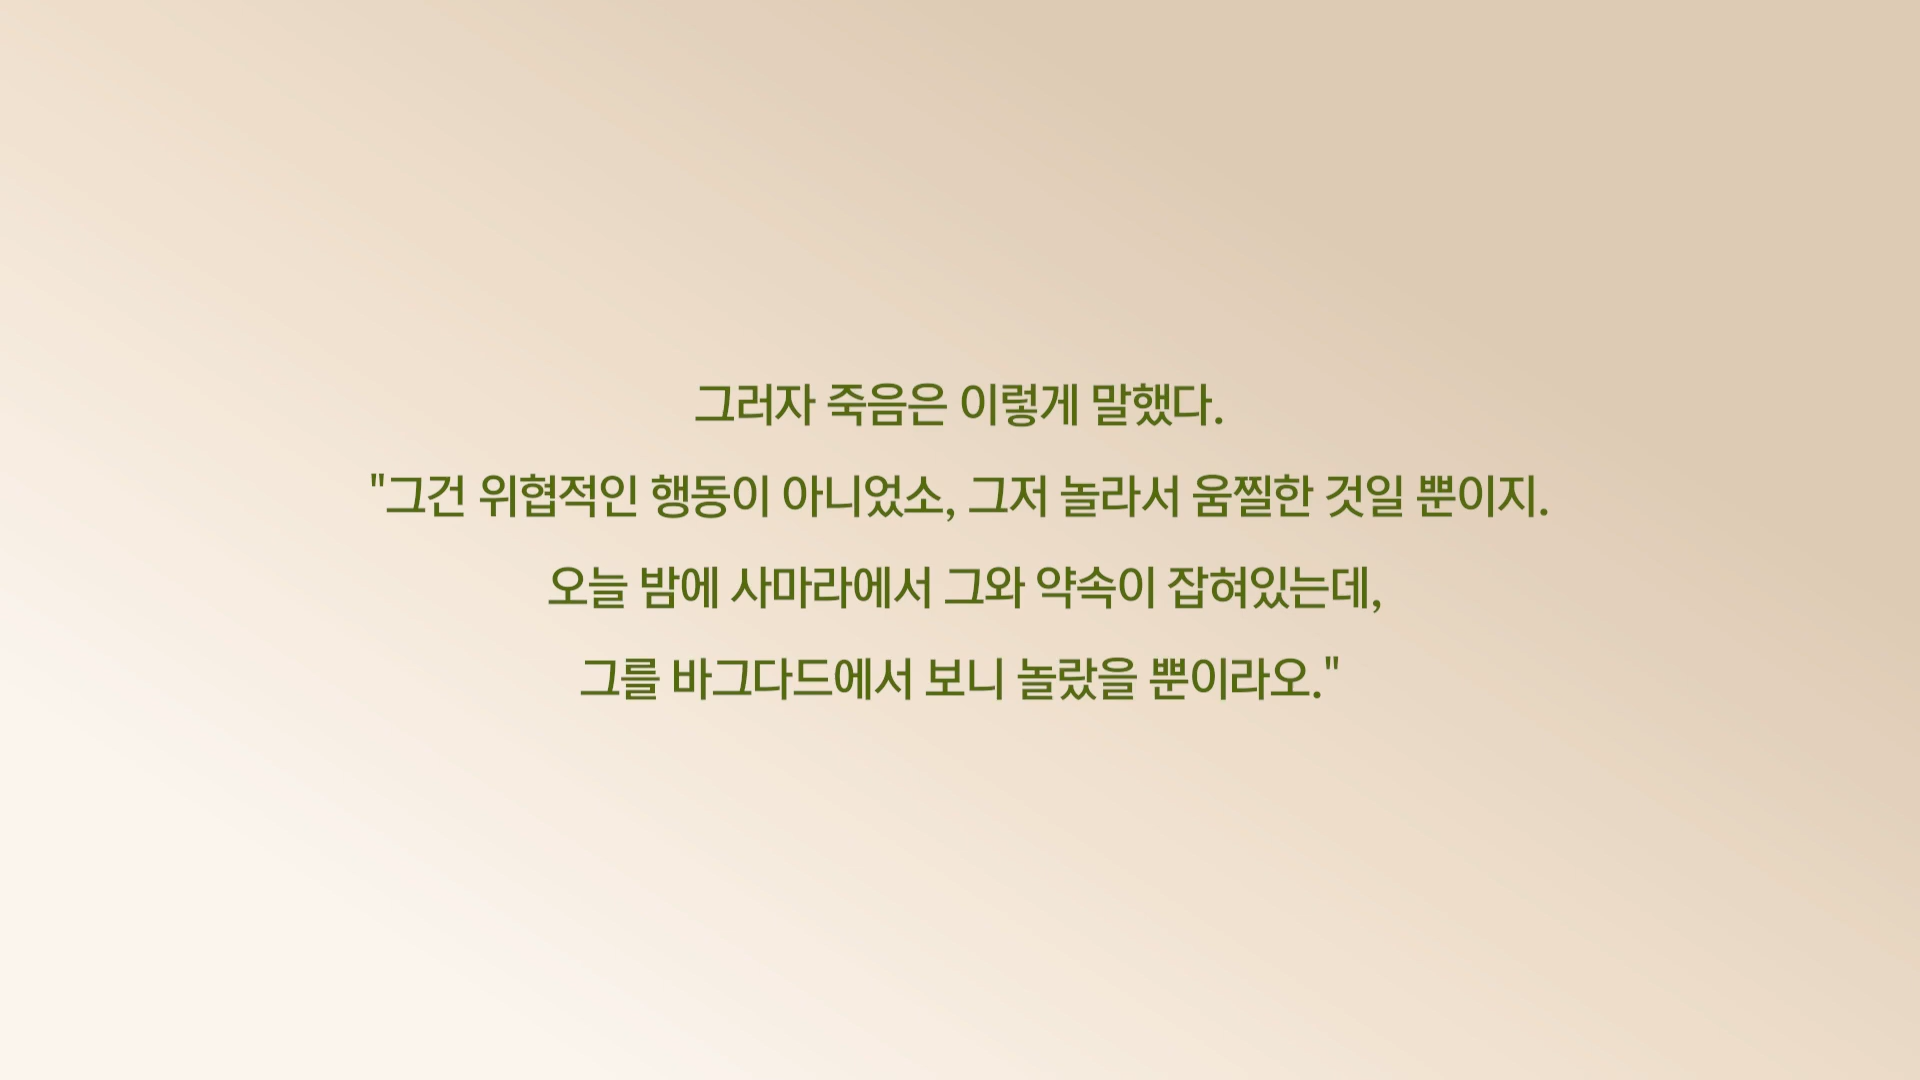 그러자 죽음은 이렇게 말했다.
"그건 위협적인 행동이 아니었소, 그저 놀라서 움찔한 것일 뿐이지.
오늘 밤에 사마라에서 그와 약속이 잡혀있는데,
그를 바그다드에서 보니 놀랐을 뿐이라오."